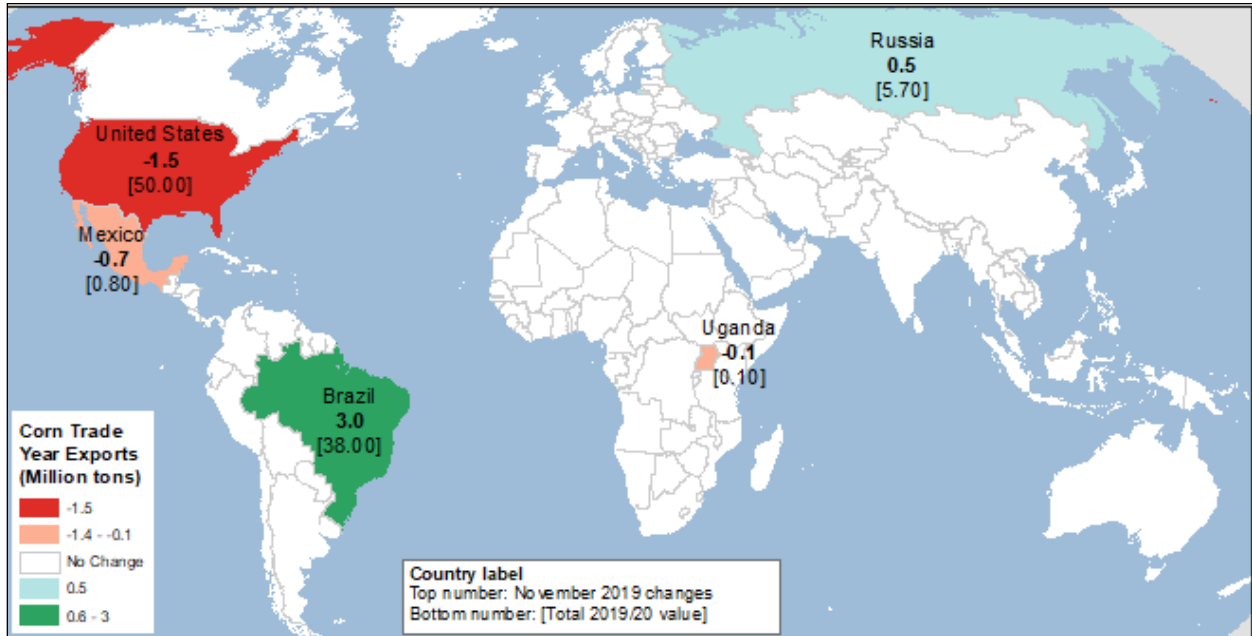 Russia
0.5
[5.70]
United States
-1.5
[50.00]
Mexico
-0.7
[0.80]
Uganda
-0.1
[0.10]
Brazil
3.0
[38.00]
Corn Trade
Year Exports
(Million tons)
-1.5
-1.4 - -0.1
No Change
0.5
0.6 - 3
Country label
Top number: November 2019 changes
Bottom number: [Total 2019/20 value]